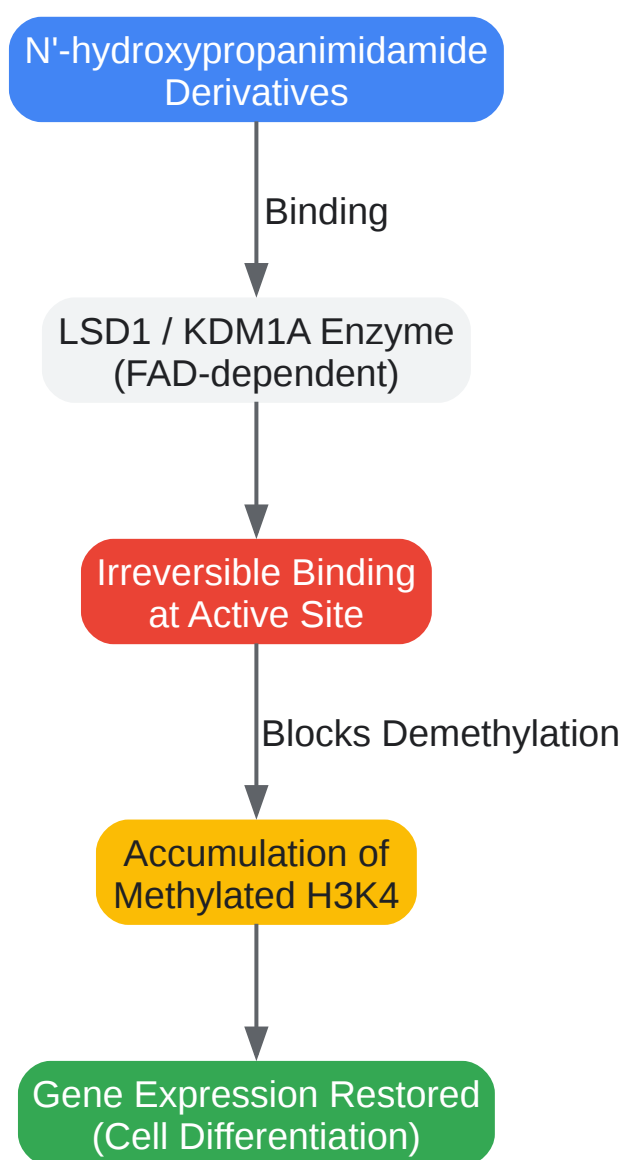 N'-hydroxypropanimidamide
Derivatives
Binding
LSD1 / KDM1A Enzyme
(FAD-dependent)
Irreversible Binding
at Active Site
Blocks Demethylation
Accumulation of
Methylated H3K4
Gene Expression Restored
(Cell Differentiation)